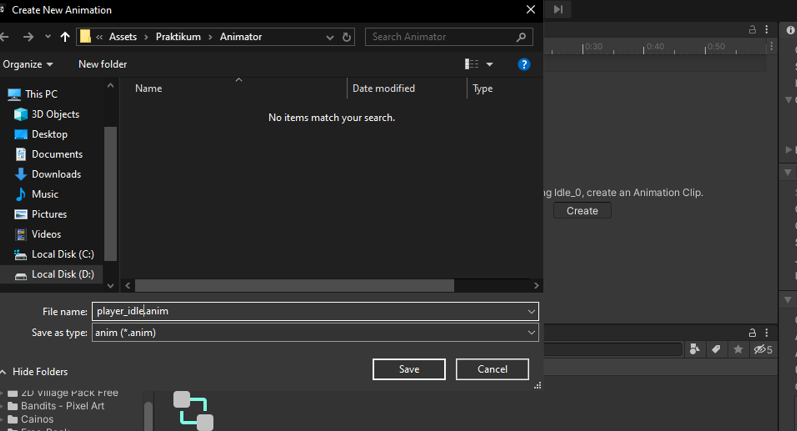 Create New Animation
Assets > Praktikum > Animator
Search Animator
Organize
New folder
0:30
0:40
0:50
This PC
3D Objects
Desktop
Documents
Downloads
Music
Pictures
Videos
Local Disk (C:)
Local Disk (D:)
Name
Date modified
Type
No items match your search.
ng Idle_0, create an Animation Clip.
Create
File name:
player_idle.anim
Save as type:
anim (*.anim)
Hide Folders
Save
Cancel
5
2D Village Pack Free
Bandits - Pixel Art
Cainos